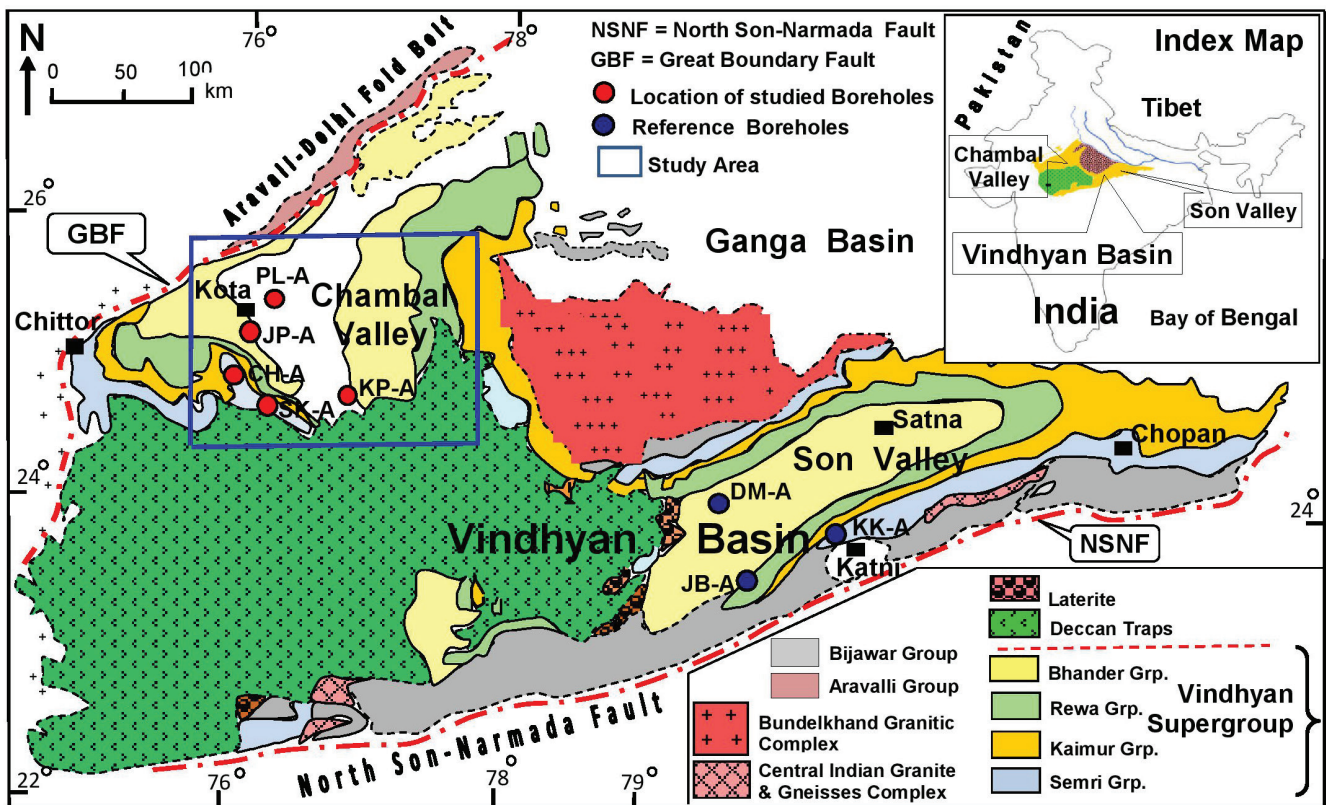 N
0 50 100
km
76°
78°
NSNF = North Son-Narmada Fault
GBF = Great Boundary Fault
Location of studied Boreholes
Reference Boreholes
Study Area
Index Map
Pakistan
Tibet
Chambal
Valley
Son Valley
Vindhyan Basin
India
Bay of Bengal
Aravalli-Delhi Fold Belt
26°
GBF
Ganga Basin
PL-A
Kota
Chambal
Valley
Chittor
JP-A
CH-A
KP-A
SK-A
Satna
Chopan
Son Valley
24°
DM-A
Vindhyan Basin
KK-A
24°
NSNF
Katni
JB-A
Laterite
Deccan Traps
Bijawar Group
Bhander Grp.
Aravalli Group
Vindhyan
Supergroup
Rewa Grp.
Bundelkhand Granitic
Complex
Kaimur Grp.
Central Indian Granite
& Gneisses Complex
Semri Grp.
North Son-Narmada Fault
22°
76°
78°
79°